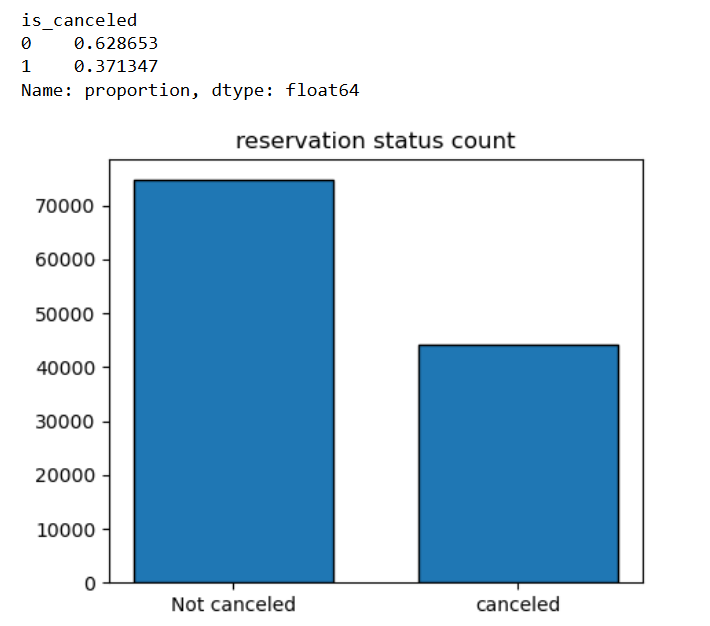 is_canceled
0    0.628653
1    0.371347
Name: proportion, dtype: float64
reservation status count
70000
60000
50000
40000
30000
20000
10000
0
Not canceled    canceled